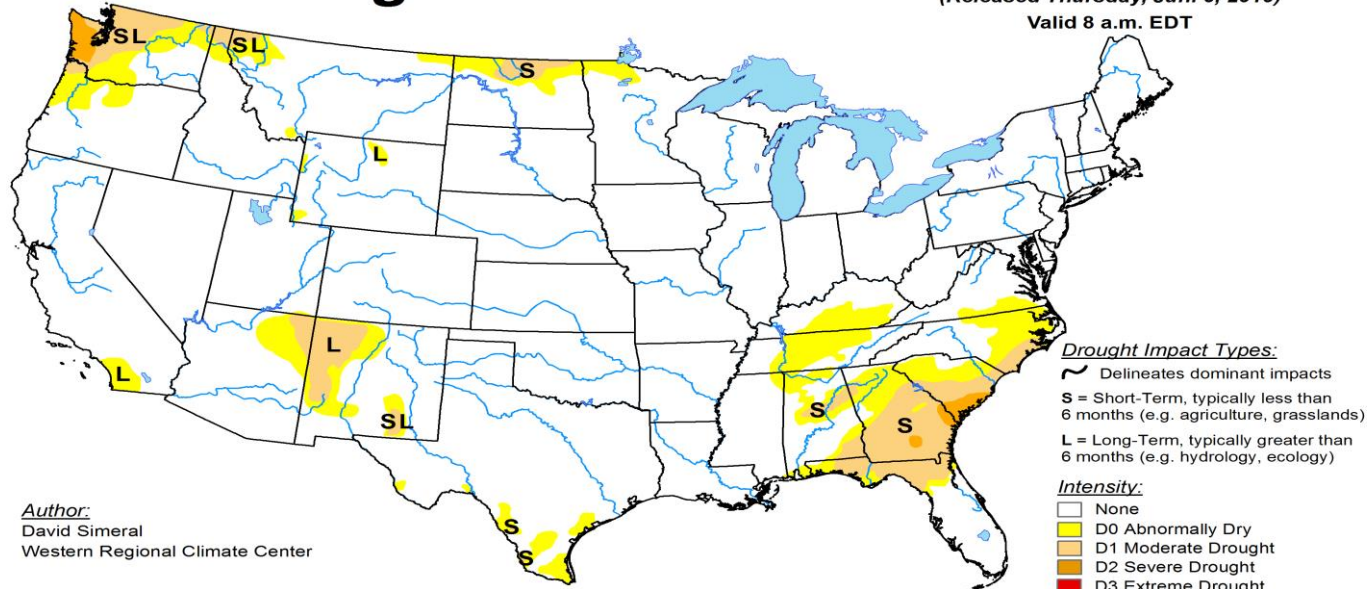 Valid 8 a.m. EDT
SL
SL
S
L
L
L
SL
S
S
S
S
Drought Impact Types:
Delineates dominant impacts
S = Short-Term, typically less than
6 months (e.g. agriculture, grasslands)
L = Long-Term, typically greater than
6 months (e.g. hydrology, ecology)
Intensity:
None
D0 Abnormally Dry
D1 Moderate Drought
D2 Severe Drought
D3 Extreme Drought
Author:
David Simeral
Western Regional Climate Center